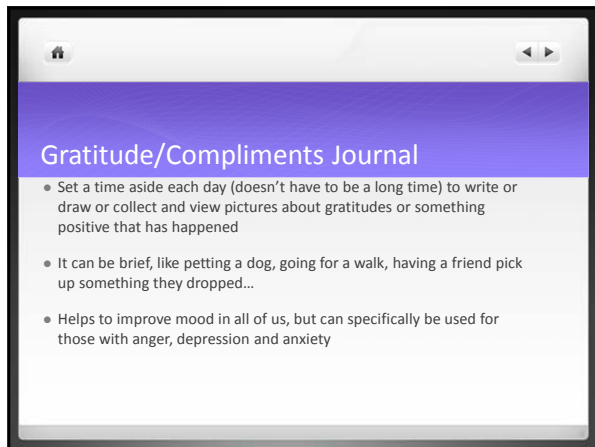 Gratitude/Compliments Journal
● Set a time aside each day (doesn't have to be a long time) to write or
draw or collect and view pictures about gratitudes or something
positive that has happened
● It can be brief, like petting a dog, going for a walk, having a friend pick
up something they dropped…
● Helps to improve mood in all of us, but can specifically be used for
those with anger, depression and anxiety